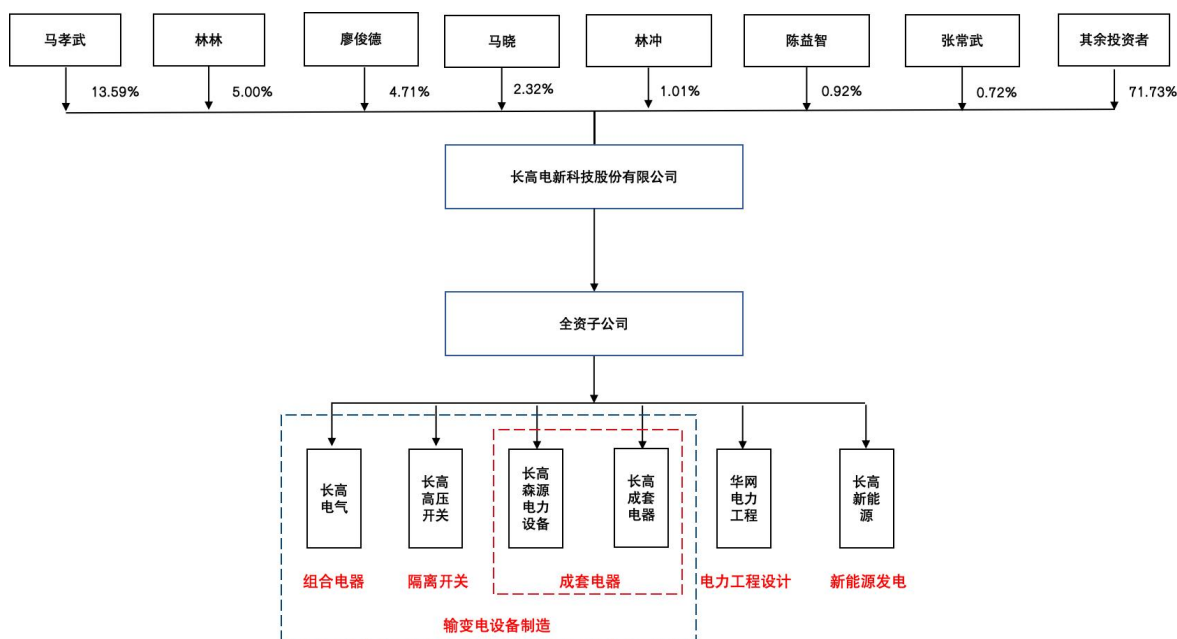 马孝武
林林
廖俊德
马晓
林冲
陈益智
张常武
其余投资者
13.59%
5.00%
4.71%
2.32%
1.01%
0.92%
0.72%
71.73%
长高电新科技股份有限公司
全资子公司
长高
电气
长高
高压
开关
长高
森源
电力
设备
长高
成套
电器
华网
电力
工程
长高
新能
源
组合电器
隔离开关
成套电器
电力工程设计
新能源发电
输变电设备制造